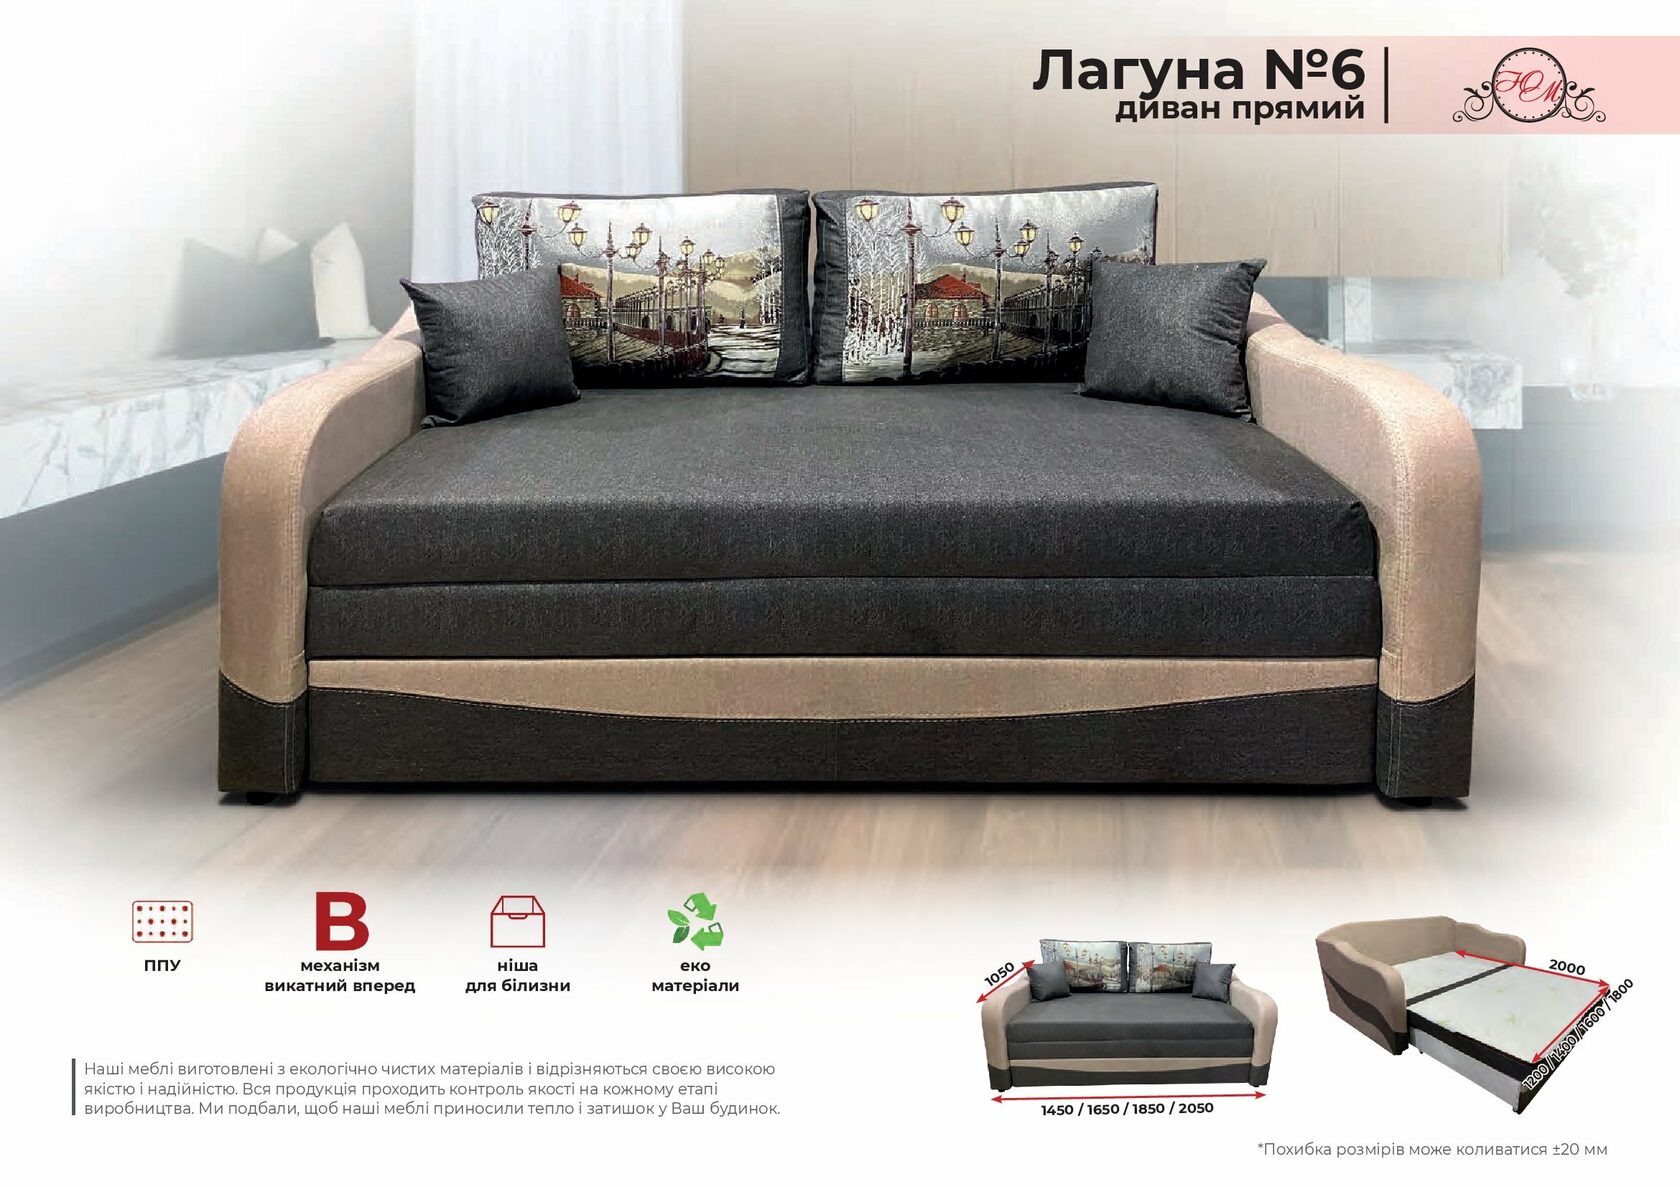 Лагуна №6
диван прямий
ЮМ
ППУ
В
механізм
викатний вперед
ніша
для білизни
еко
матеріали
1050
1450 / 1650 / 1850 / 2050
2000
1200 / 1400 / 1600 / 1800
Наші меблі виготовлені з екологічно чистих матеріалів і відрізняються своєю високою
якістю і надійністю. Вся продукція проходить контроль якості на кожному етапі
виробництва. Ми подбали, щоб наші меблі приносили тепло і затишок у Ваш будинок.
*Похибка розмірів може коливатися ±20 мм